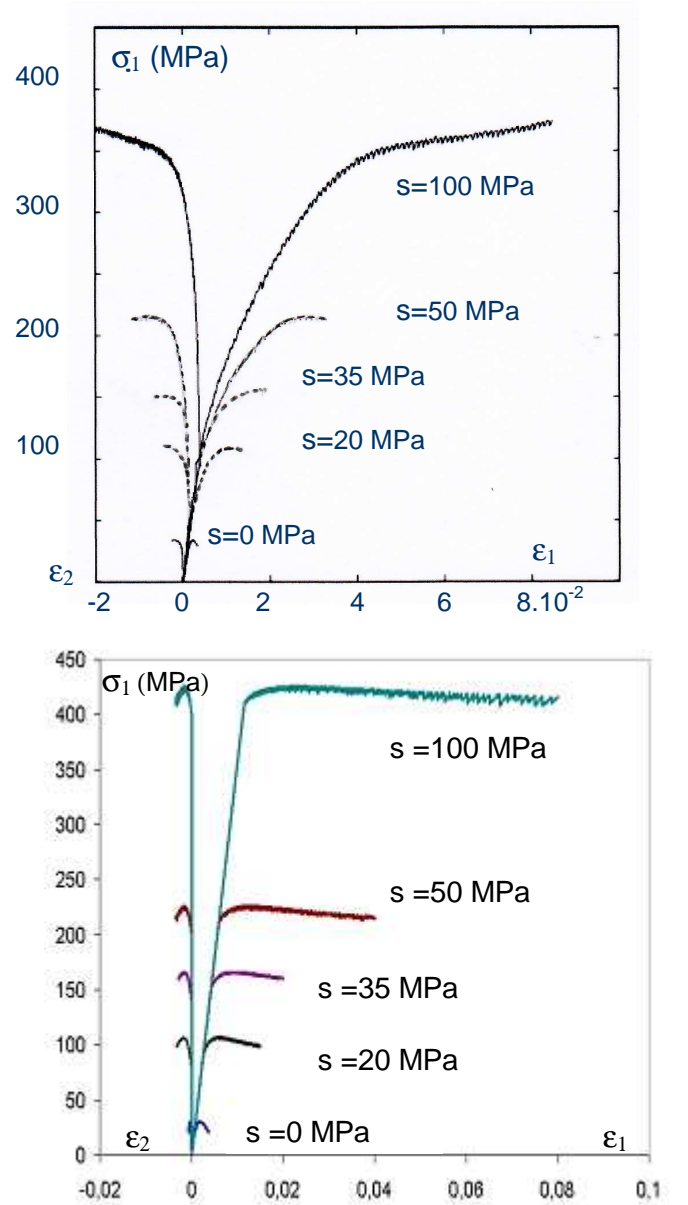 σ1 (MPa)
400
300
200
100
s=100 MPa
s=50 MPa
s=35 MPa
s=20 MPa
s=0 MPa
ε2
ε1
-2 0 2 4 6 8.10-2
450
σ1 (MPa)
400
350
300
250
200
150
100
50
0
s =100 MPa
s =50 MPa
s =35 MPa
s =20 MPa
s =0 MPa
ε2
ε1
-0,02 0 0,02 0,04 0,06 0,08 0,1